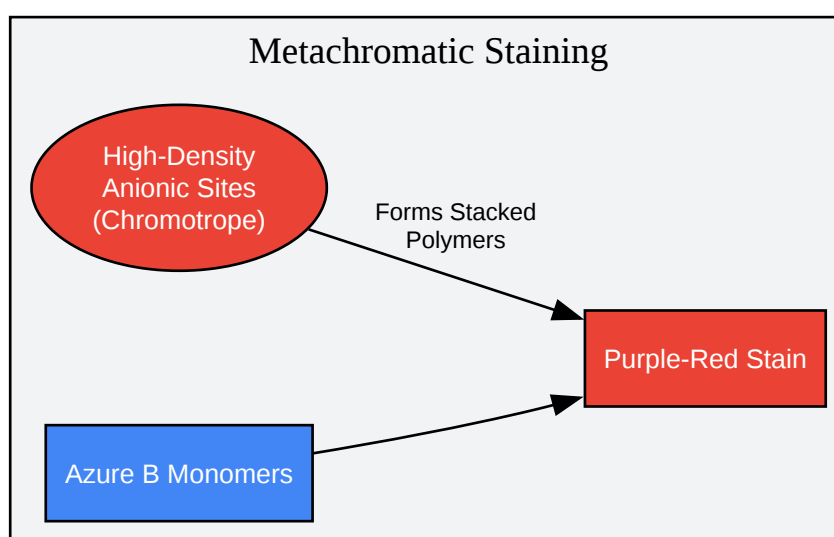 Metachromatic Staining
High-Density
Anionic Sites
(Chromotrope)
Forms Stacked
Polymers
Purple-Red Stain
Azure B Monomers